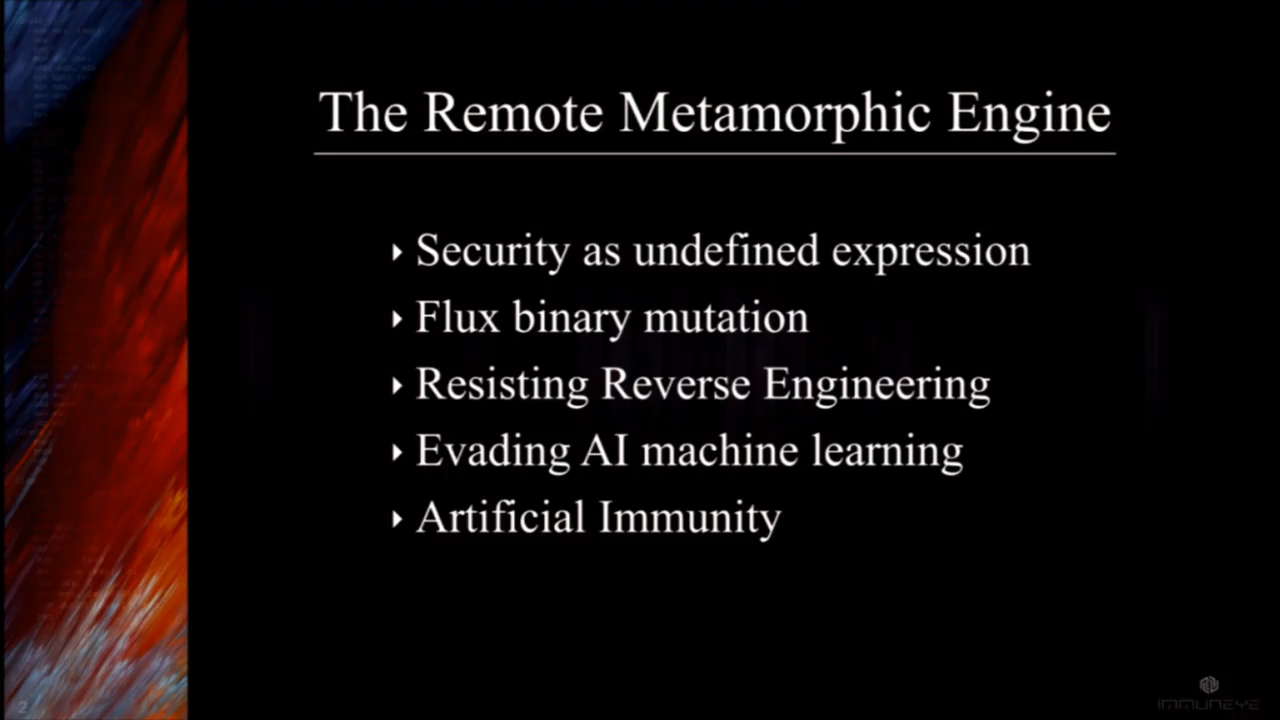 The Remote Metamorphic Engine
Security as undefined expression
Flux binary mutation
Resisting Reverse Engineering
Evading AI machine learning
Artificial Immunity
2
IMMUNEYE